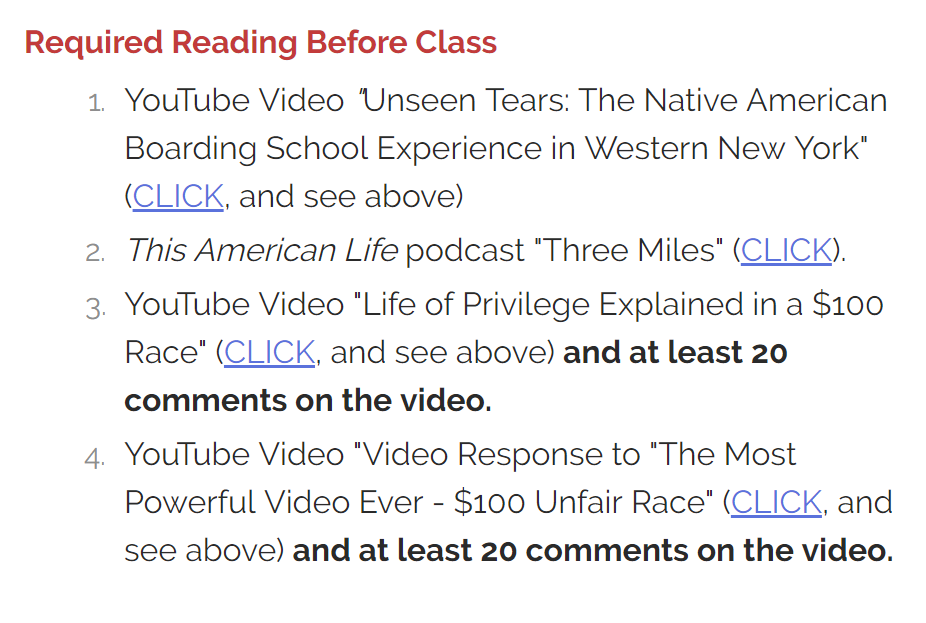 Required Reading Before Class
1. YouTube Video "Unseen Tears: The Native American
Boarding School Experience in Western New York"
(CLICK, and see above)
2. This American Life podcast "Three Miles" (CLICK).
3. YouTube Video "Life of Privilege Explained in a $100
Race" (CLICK, and see above) and at least 20
comments on the video.
4. YouTube Video "Video Response to "The Most
Powerful Video Ever - $100 Unfair Race" (CLICK, and
see above) and at least 20 comments on the video.